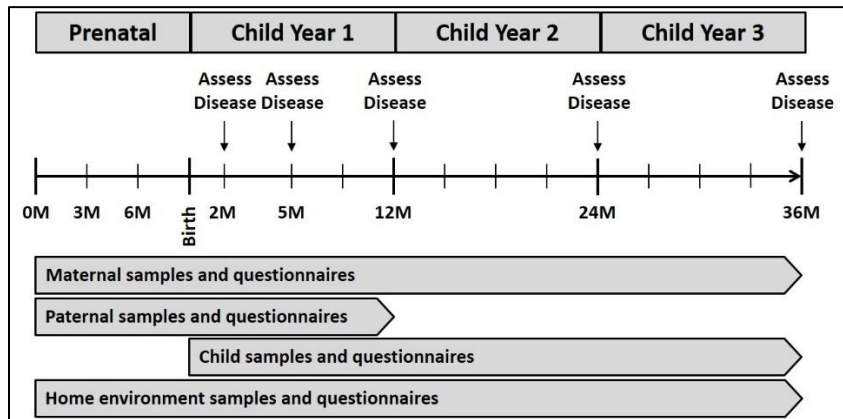 Prenatal Child Year 1 Child Year 2 Child Year 3
Assess Assess Assess Assess Assess
Disease Disease Disease Disease Disease
0M 3M 6M Birth 2M 5M 12M 24M 36M
Maternal samples and questionnaires
Paternal samples and questionnaires
Child samples and questionnaires
Home environment samples and questionnaires